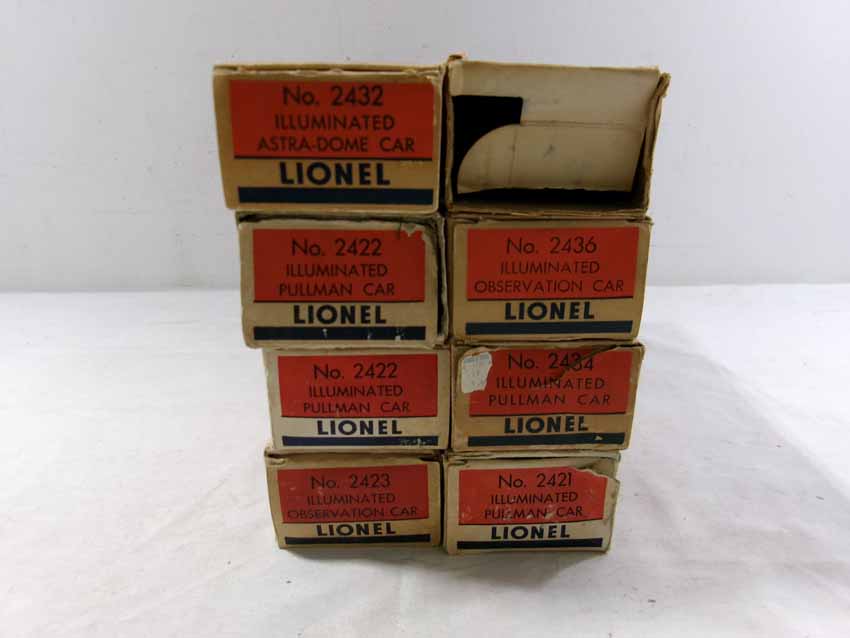 No. 2432
ILLUMINATED
ASTRA-DOME CAR
LIONEL
No. 2422
ILLUMINATED
PULLMAN CAR
LIONEL
No. 2436
ILLUMINATED
OBSERVATION CAR
LIONEL
No. 2422
ILLUMINATED
PULLMAN CAR
LIONEL
No. 2434
ILLUMINATED
PULLMAN CAR
LIONEL
No. 2423
ILLUMINATED
OBSERVATION CAR
LIONEL
No. 2421
ILLUMINATED
PULLMAN CAR
LIONEL